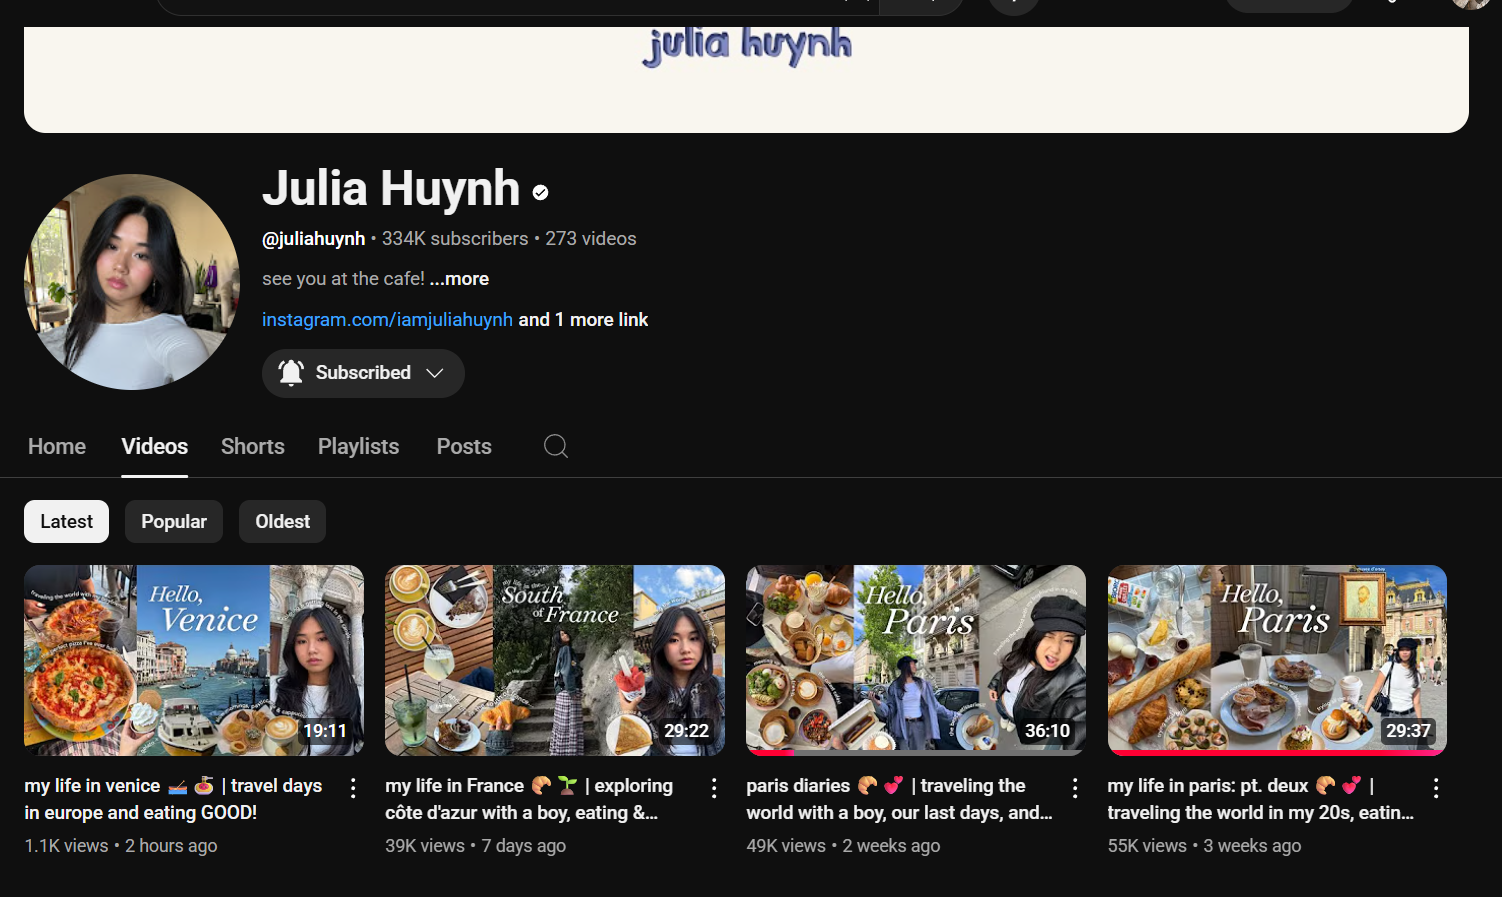 julia huynh
Julia Huynh
@juliahuynh • 334K subscribers • 273 videos
see you at the cafe! ...more
instagram.com/iamjuliahuynh and 1 more link
Subscribed
Home Videos Shorts Playlists Posts
Latest Popular Oldest
Hello,
Venice
19:11
my life in the
South
of France
29:22
Hello,
Paris
36:10
Hello,
Paris
29:37
my life in venice 🚣 🍝 | travel days
in europe and eating GOOD!
1.1K views • 2 hours ago
my life in France 🥐 🌱 | exploring
côte d'azur with a boy, eating &...
39K views • 7 days ago
paris diaries 🥐 💕 | traveling the
world with a boy, our last days, and...
49K views • 2 weeks ago
my life in paris: pt. deux 🥐 💕 |
traveling the world in my 20s, eatin...
55K views • 3 weeks ago